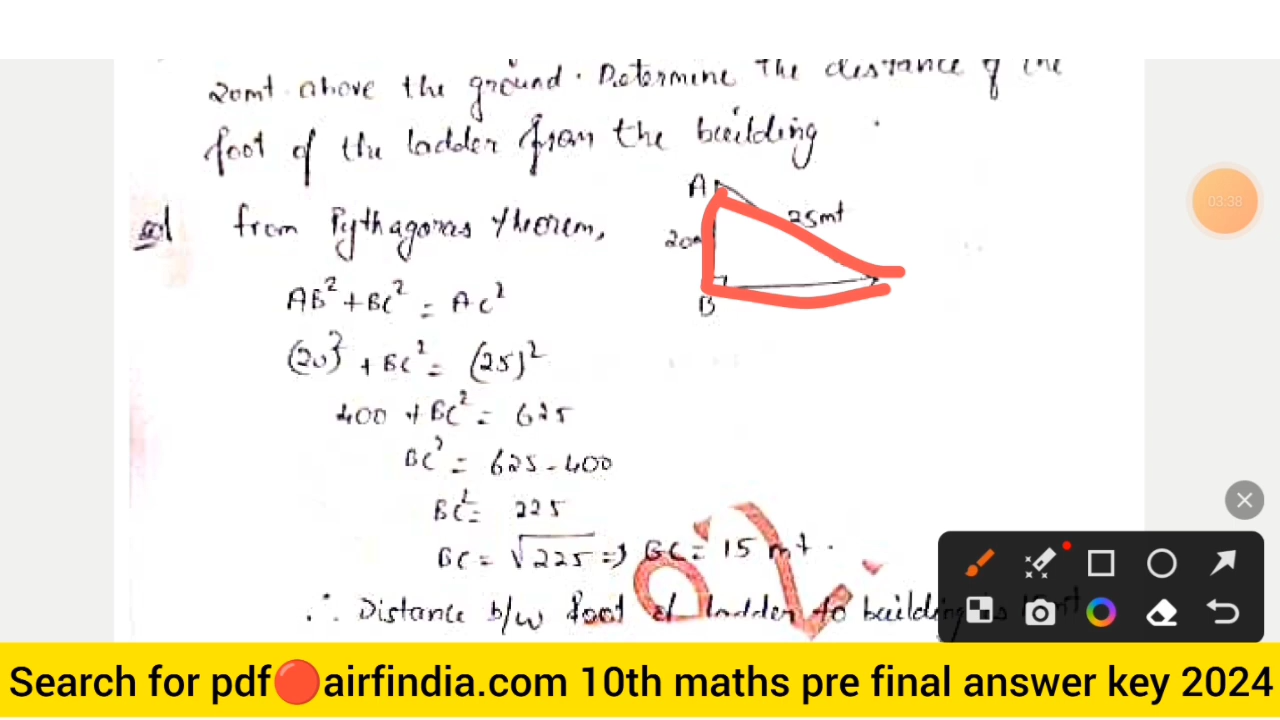 20mt above the ground. Determine the distance of the
foot of the ladder from the building.
sol from Pythagoras theorem,
A
25mt
20m
B
AB² + BC² = AC²
(20)² + BC² = (25)²
400 + BC² = 625
BC² = 625 - 400
BC² = 225
BC = √225 => BC = 15 mt.
∴ Distance b/w foot of ladder to building is 15mt
03:38
Search for pdf🔴airfindia.com 10th maths pre final answer key 2024